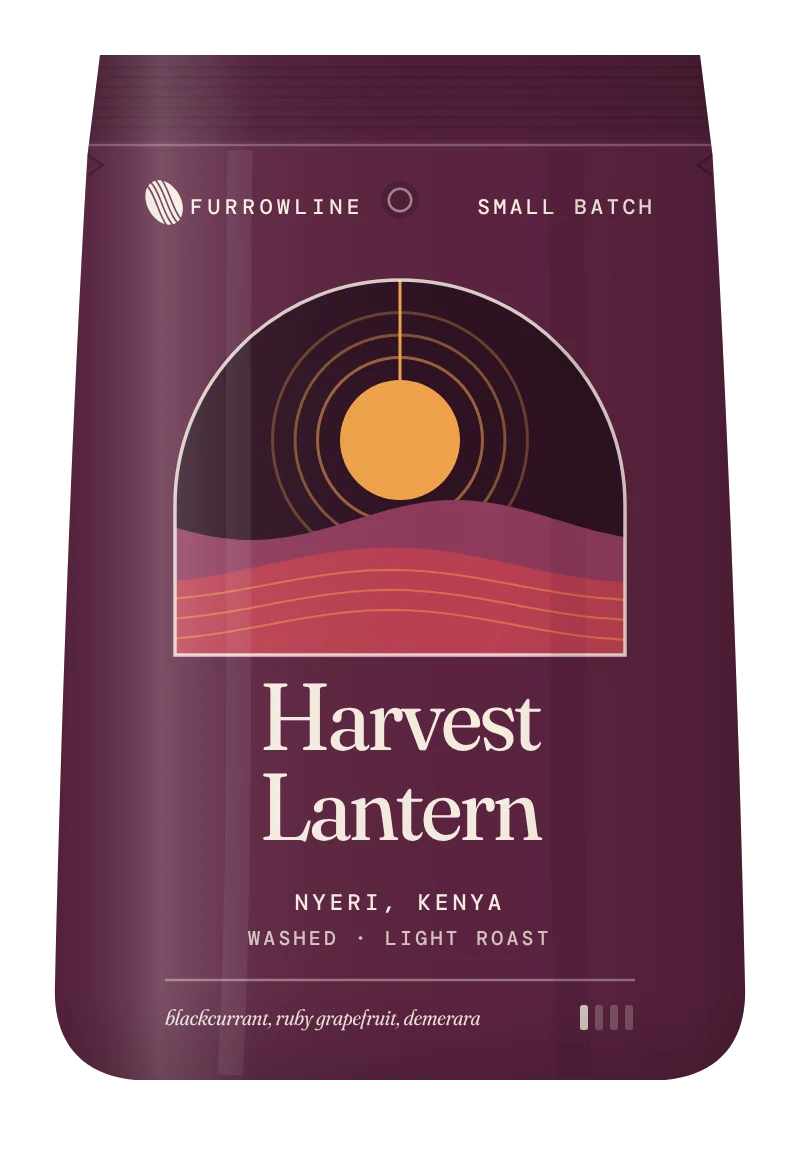 FURROWLINE
SMALL BATCH
Harvest
Lantern
NYERI, KENYA
WASHED · LIGHT ROAST
blackcurrant, ruby grapefruit, demerara